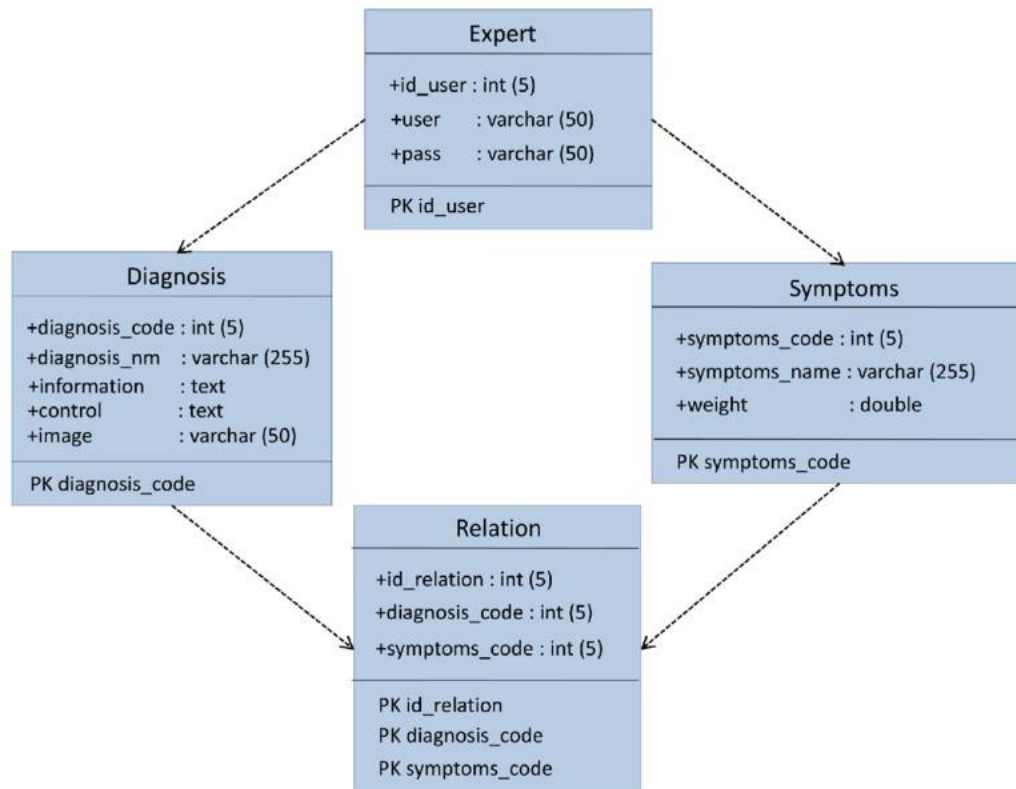 Expert
+id_user : int (5)
+user : varchar (50)
+pass : varchar (50)
PK id_user
Diagnosis
+diagnosis_code : int (5)
+diagnosis_nm : varchar (255)
+information : text
+control : text
+image : varchar (50)
PK diagnosis_code
Symptoms
+symptoms_code : int (5)
+symptoms_name : varchar (255)
+weight : double
PK symptoms_code
Relation
+id_relation : int (5)
+diagnosis_code : int (5)
+symptoms_code : int (5)
PK id_relation
PK diagnosis_code
PK symptoms_code